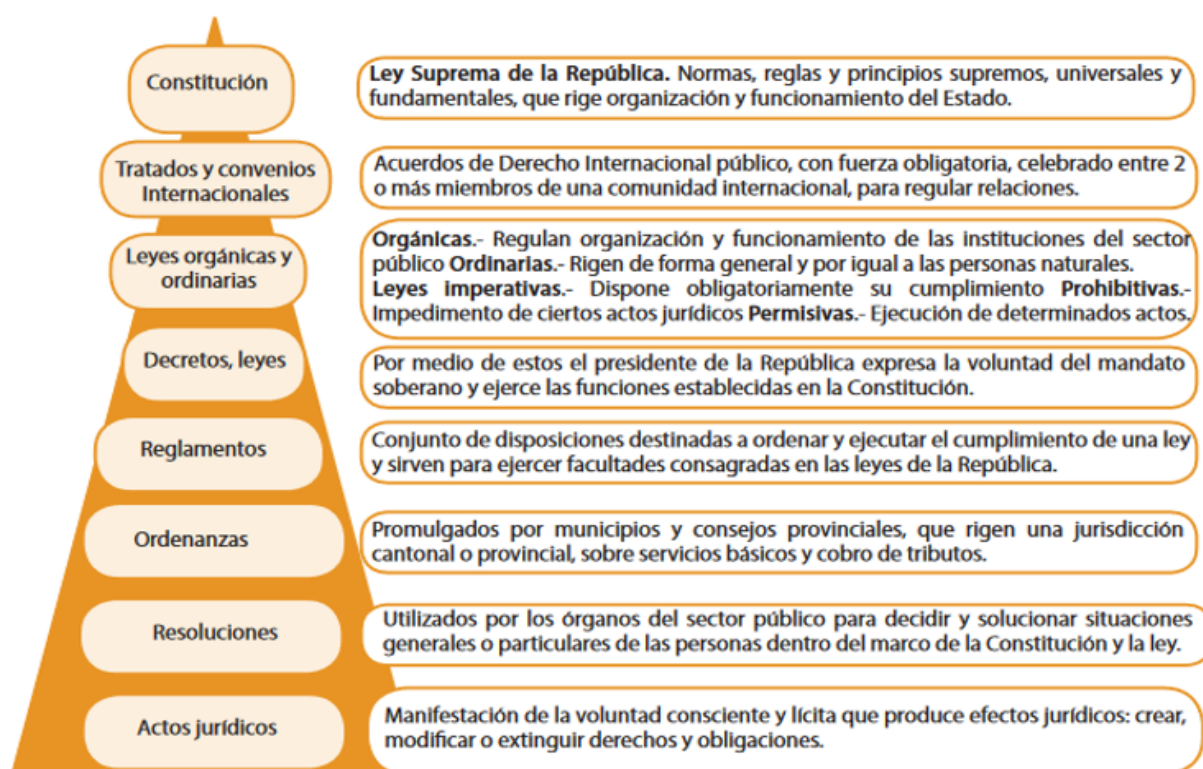 Constitución
Ley Suprema de la República. Normas, reglas y principios supremos, universales y
fundamentales, que rige organización y funcionamiento del Estado.
Tratados y convenios
Internacionales
Acuerdos de Derecho Internacional público, con fuerza obligatoria, celebrado entre 2
o más miembros de una comunidad internacional, para regular relaciones.
Leyes orgánicas y
ordinarias
Orgánicas.- Regulan organización y funcionamiento de las instituciones del sector
público Ordinarias.- Rigen de forma general y por igual a las personas naturales.
Leyes imperativas.- Dispone obligatoriamente su cumplimiento Prohibitivas.-
Impedimento de ciertos actos jurídicos Permisivas.- Ejecución de determinados actos.
Decretos, leyes
Por medio de estos el presidente de la República expresa la voluntad del mandato
soberano y ejerce las funciones establecidas en la Constitución.
Reglamentos
Conjunto de disposiciones destinadas a ordenar y ejecutar el cumplimiento de una ley
y sirven para ejercer facultades consagradas en las leyes de la República.
Ordenanzas
Promulgados por municipios y consejos provinciales, que rigen una jurisdicción
cantonal o provincial, sobre servicios básicos y cobro de tributos.
Resoluciones
Utilizados por los órganos del sector público para decidir y solucionar situaciones
generales o particulares de las personas dentro del marco de la Constitución y la ley.
Actos jurídicos
Manifestación de la voluntad consciente y lícita que produce efectos jurídicos: crear,
modificar o extinguir derechos y obligaciones.